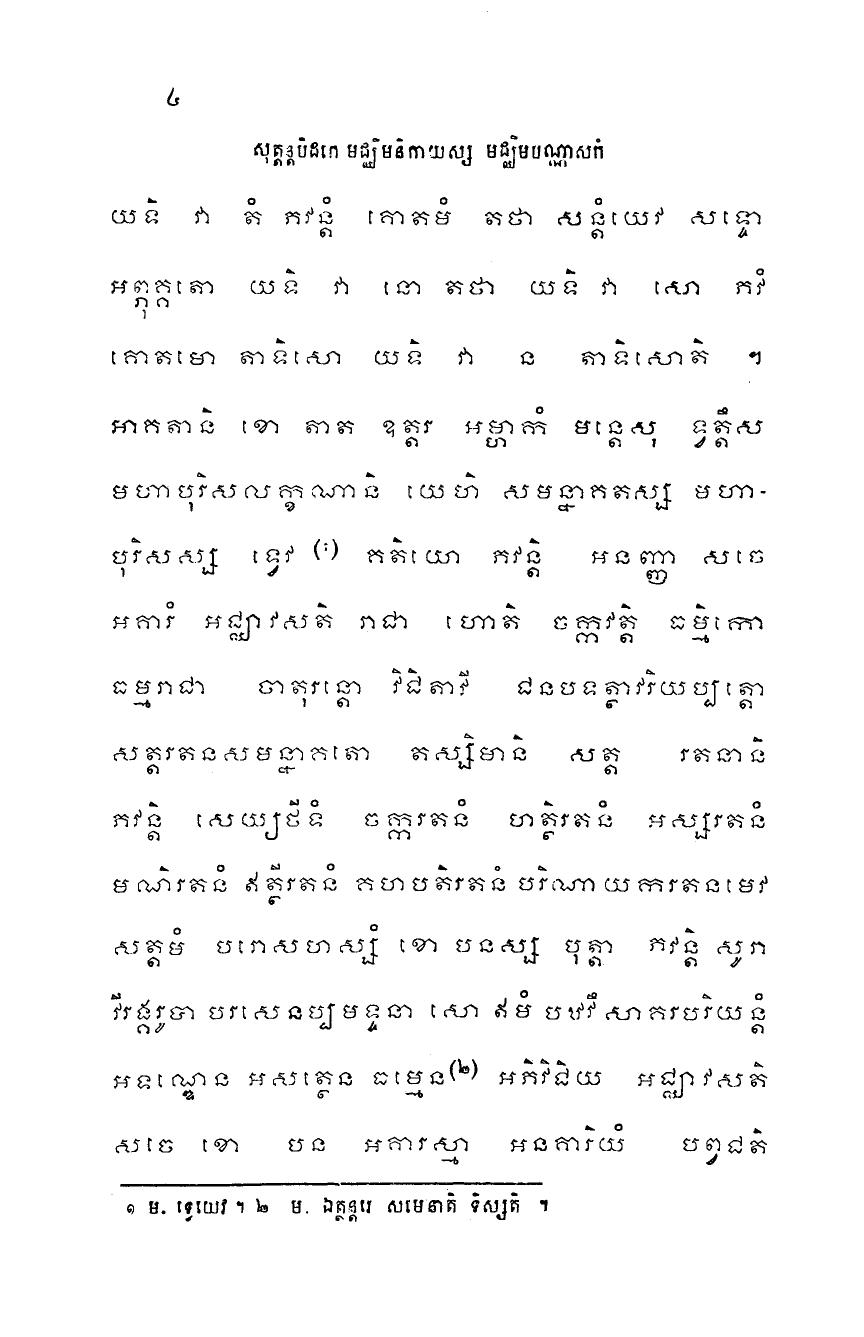 ៤
សុត្តន្តបិដកេ មជ្ឈិមនិកាយស្ស មជ្ឈិមបណ្ណាសកំ
យទិ វា តំ ភវន្តំ គោតមំ តថា សន្តំយេវ សទ្ទោ
អព្ភុគ្គតោ យទិ វា នោ តថា យទិ វា សោ ភវំ
គោតមោ តាទិសោ យទិ វា ន តាទិសោតិ ។
អាគតានិ ខោ តាត ឧត្តរ អម្ហាកំ មន្តេសុ ទ្វត្តឹស
មហាបុរិសលក្ខណានិ យេហិ សមន្នាគតស្ស មហា-
បុរិសស្ស ទ្វេវ (១) គតិយោ ភវន្តិ អនញ្ញា សចេ
អគារំ អជ្ឈាវសតិ រាជា ហោតិ ចក្កវត្តិ ធម្មិកោ
ធម្មរាជា ចាតុរន្តោ វិជិតាវី ជនបទត្ថាវរិយប្បត្តោ
សត្តរតនសមន្នាគតោ តស្សិមានិ សត្ត រតនានិ
ភវន្តិ សេយ្យថីទំ ចក្ករតនំ ហត្ថិរតនំ អស្សរតនំ
មណិរតនំ ឥត្ថីរតនំ គហបតិរតនំ បរិណាយករតនមេវ
សត្តមំ បរោសហស្សំ ខោ បនស្ស បុត្តា ភវន្តិ សូរា
វីរង្គរូបា បរសេនប្បមទ្ទនា សោ ឥមំ បឋវឹ សាគរបរិយន្តំ
អទណ្ឌេន អសត្ថេន ធម្មេន(២) អភិវិជិយ អជ្ឈាវសតិ
សចេ ខោ បន អគារស្មា អនគារិយំ បព្វជតិ
១ ម. ទ្វេយេវ ។ ២ ម. ឯត្ថន្តរេ សមេនាតិ ទិស្សតិ ។